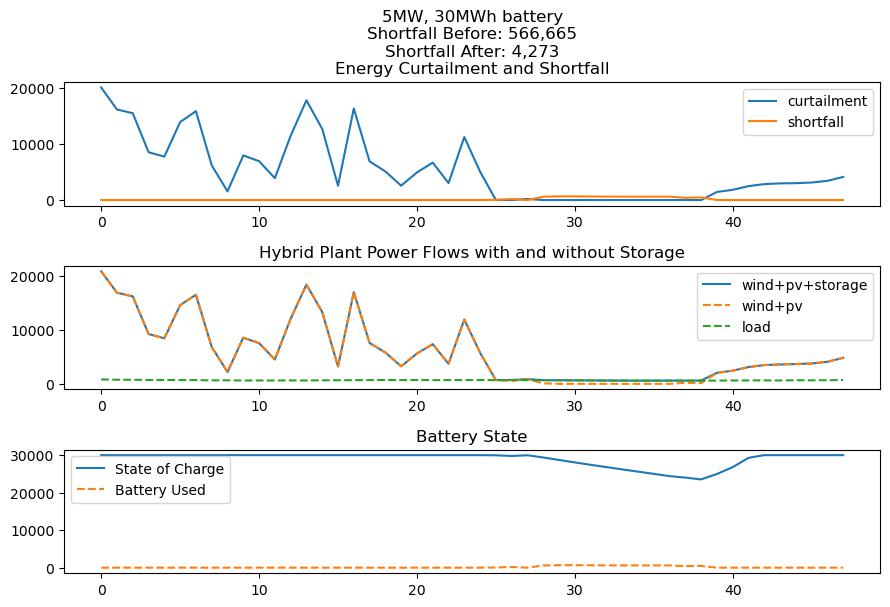 5MW, 30MWh battery
Shortfall Before: 566,665
Shortfall After: 4,273
Energy Curtailment and Shortfall
20000
10000
0
curtailment
shortfall
0
10
20
30
40
Hybrid Plant Power Flows with and without Storage
20000
10000
0
wind+pv+storage
wind+pv
load
0
10
20
30
40
Battery State
30000
20000
10000
0
State of Charge
Battery Used
0
10
20
30
40